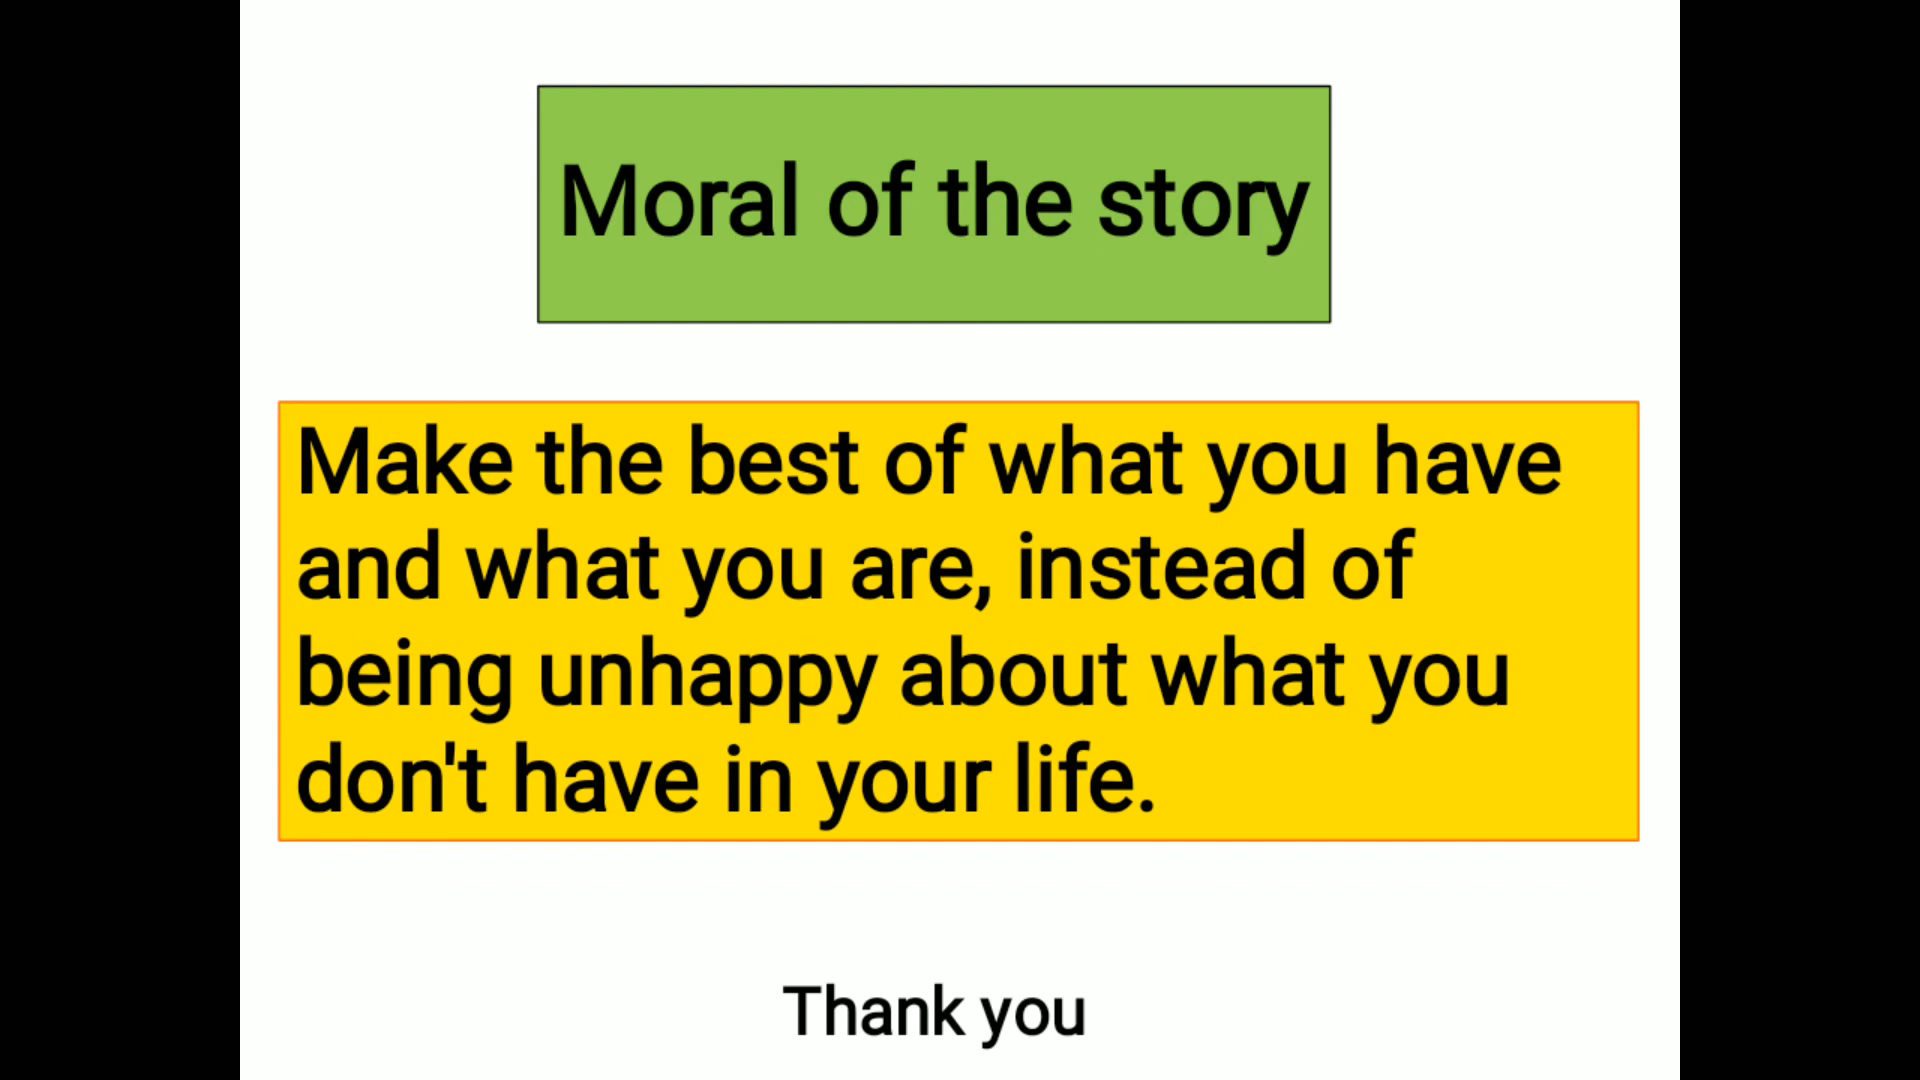 Moral of the story
Make the best of what you have
and what you are, instead of
being unhappy about what you
don't have in your life.
Thank you